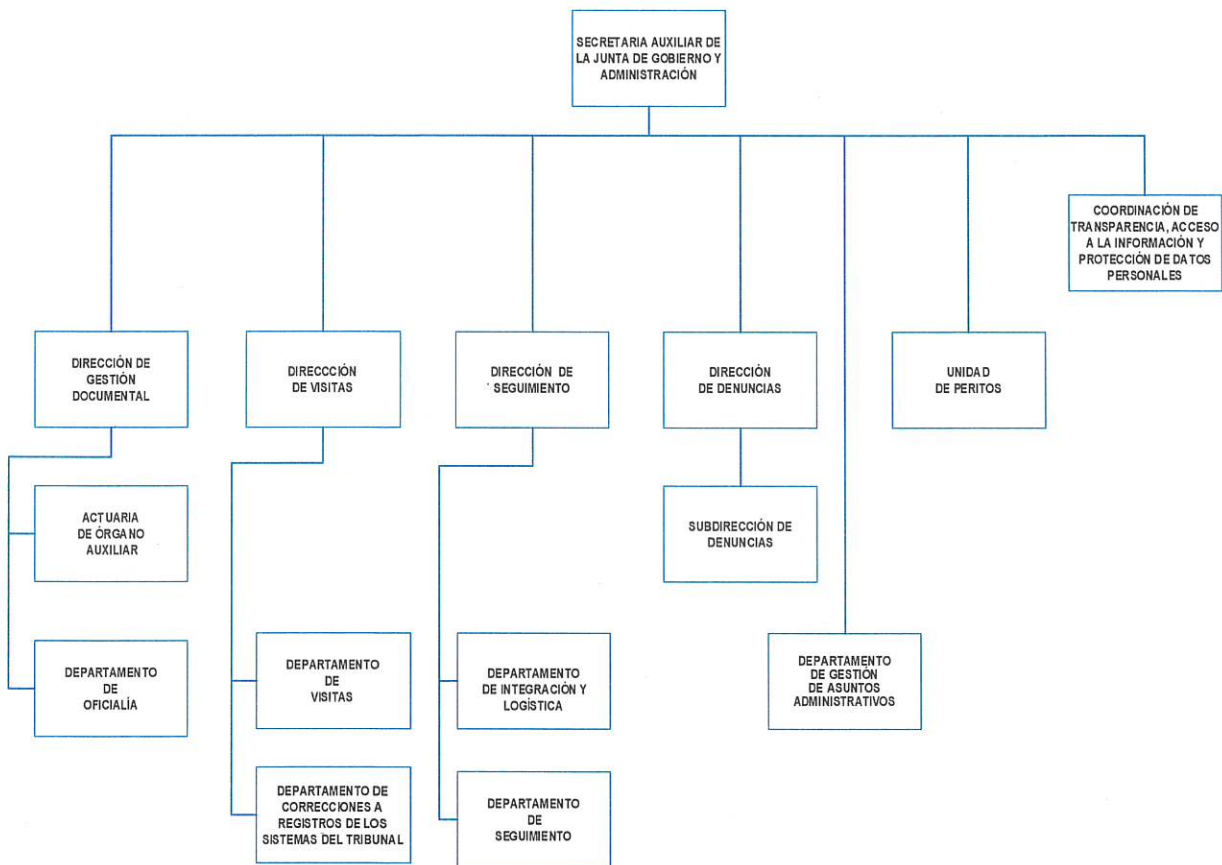 SECRETARIA AUXILIAR DE
LA JUNTA DE GOBIERNO Y
ADMINISTRACIÓN
COORDINACIÓN DE
TRANSPARENCIA, ACCESO
A LA INFORMACIÓN Y
PROTECCIÓN DE DATOS
PERSONALES
DIRECCIÓN DE
GESTIÓN
DOCUMENTAL
DIRECCCIÓN
DE VISITAS
DIRECCIÓN DE
SEGUIMIENTO
DIRECCIÓN
DE DENUNCIAS
UNIDAD
DE PERITOS
ACTUARIA
DE ÓRGANO
AUXILIAR
SUBDIRECCIÓN DE
DENUNCIAS
DEPARTAMENTO
DE
OFICIALÍA
DEPARTAMENTO
DE
VISITAS
DEPARTAMENTO
DE INTEGRACIÓN Y
LOGÍSTICA
DEPARTAMENTO
DE GESTIÓN
DE ASUNTOS
ADMINISTRATIVOS
DEPARTAMENTO DE
CORRECCIONES A
REGISTROS DE LOS
SISTEMAS DEL TRIBUNAL
DEPARTAMENTO
DE
SEGUIMIENTO